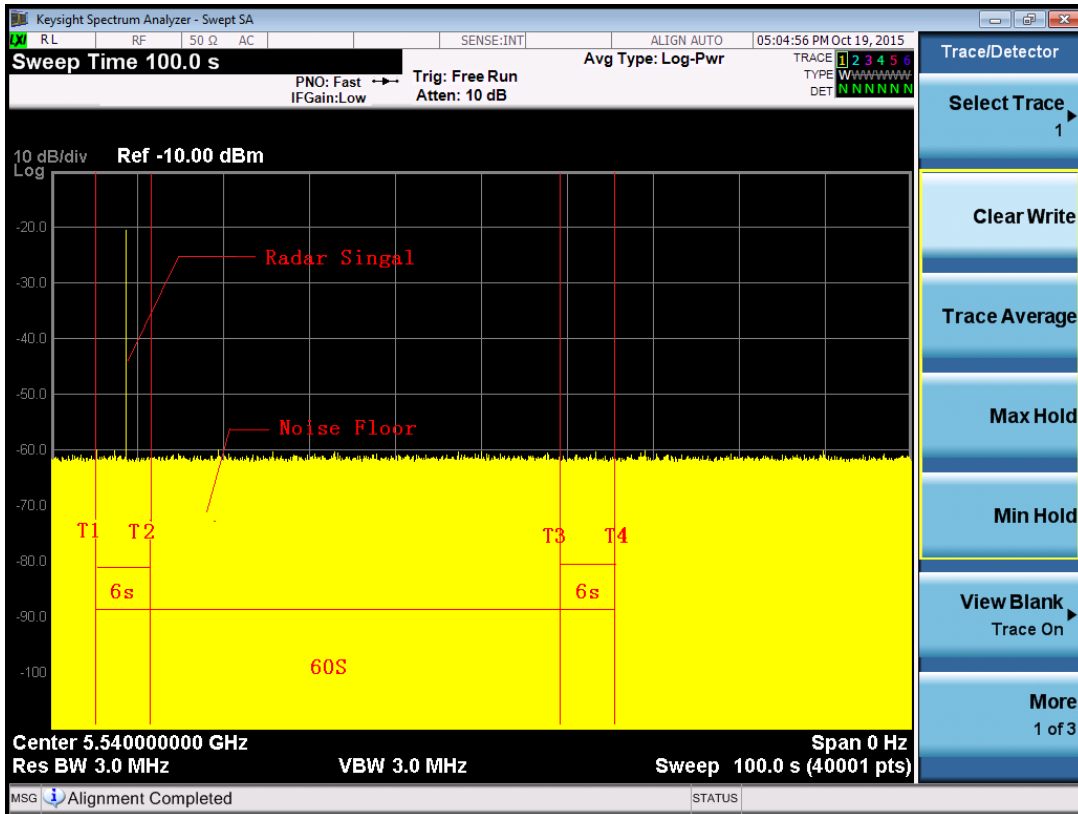 Keysight Spectrum Analyzer - Swept SA
LXI RL RF 50 Ω AC SENSE:INT ALIGN AUTO 05:04:56 PM Oct 19, 2015
Sweep Time 100.0 s
PNO: Fast
IFGain:Low
Trig: Free Run
Atten: 10 dB
Avg Type: Log-Pwr
TRACE 1 2 3 4 5 6
TYPE WWWWWW
DET N N N N N N
10 dB/div Ref -10.00 dBm
Log
-20.0
Radar Singal
-30.0
-40.0
-50.0
Noise Floor
-60.0
-70.0
T1 T2 T3 T4
-80.0
6s 6s
-90.0
60S
-100
Center 5.540000000 GHz Span 0 Hz
Res BW 3.0 MHz VBW 3.0 MHz Sweep 100.0 s (40001 pts)
MSG Alignment Completed STATUS
Trace/Detector
Select Trace
1
Clear Write
Trace Average
Max Hold
Min Hold
View Blank
Trace On
More
1 of 3